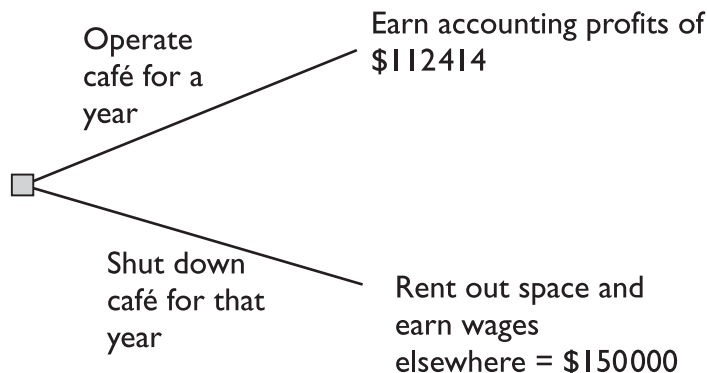 Operate
café for a
year
Earn accounting profits of
$112414
Shut down
café for that
year
Rent out space and
earn wages
elsewhere = $150000